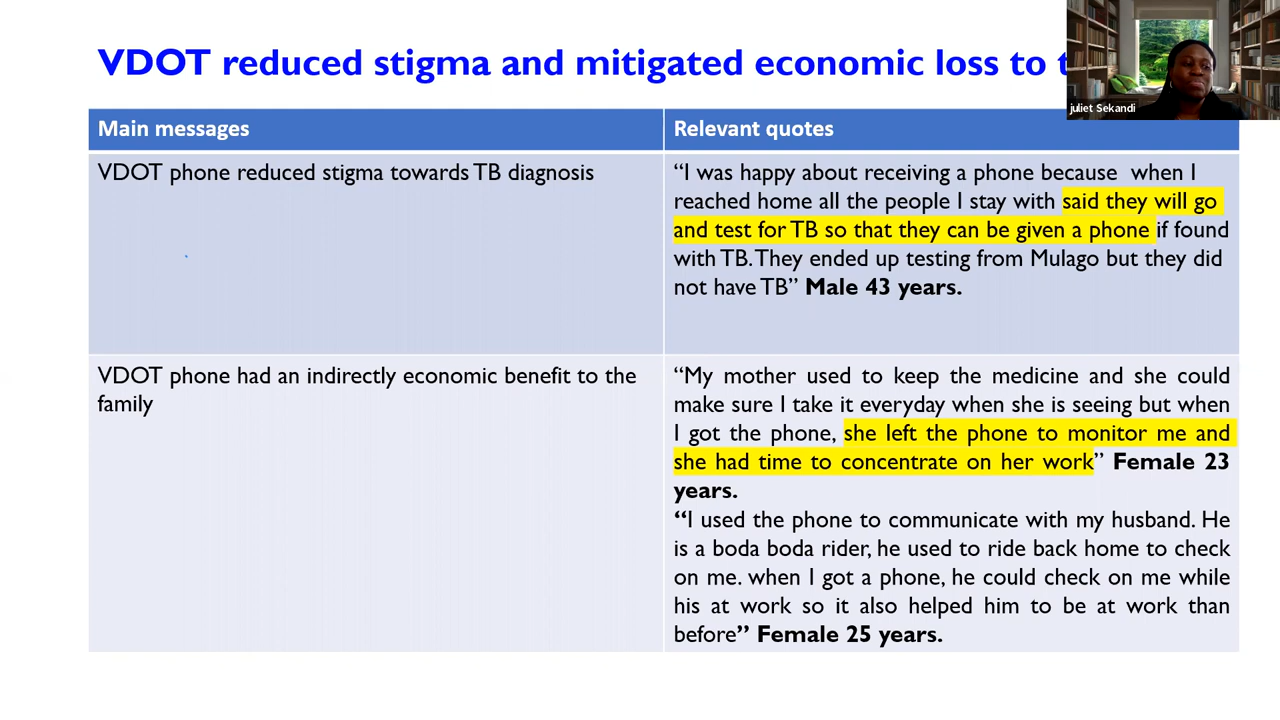 VDOT reduced stigma and mitigated economic loss to
juliet Sekandi
Main messages
Relevant quotes
VDOT phone reduced stigma towards TB diagnosis
“I was happy about receiving a phone because when I
reached home all the people I stay with said they will go
and test for TB so that they can be given a phone if found
with TB. They ended up testing from Mulago but they did
not have TB” Male 43 years.
VDOT phone had an indirectly economic benefit to the
family
“My mother used to keep the medicine and she could
make sure I take it everyday when she is seeing but when
I got the phone, she left the phone to monitor me and
she had time to concentrate on her work” Female 23
years.
“I used the phone to communicate with my husband. He
is a boda boda rider, he used to ride back home to check
on me. when I got a phone, he could check on me while
his at work so it also helped him to be at work than
before” Female 25 years.